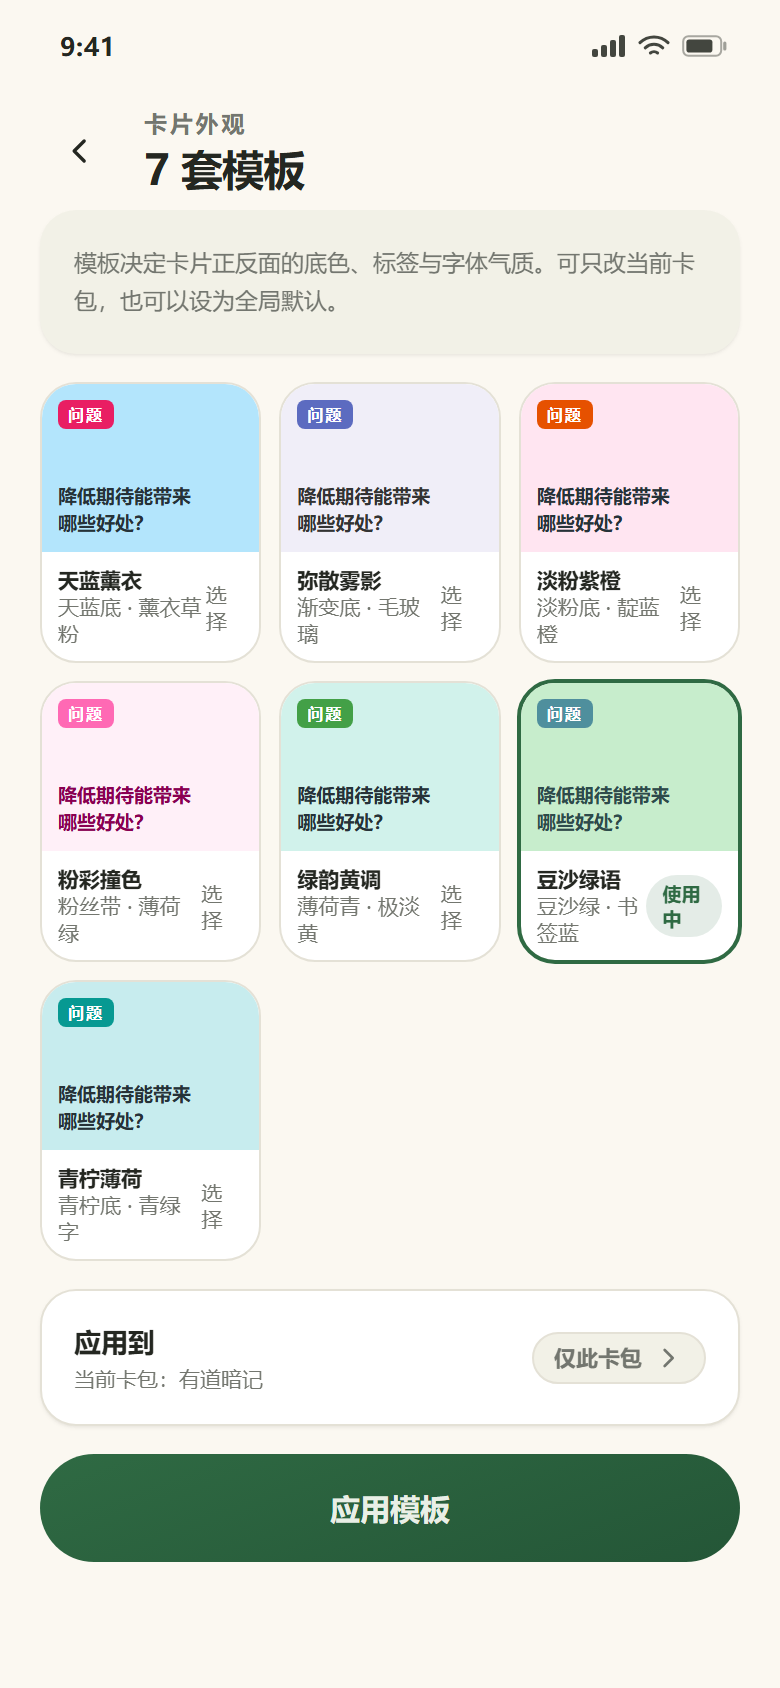 9:41
卡片外观
7 套模板
模板决定卡片正反面的底色、标签与字体气质。可只改当前卡
包，也可以设为全局默认。
问题
降低期待能带来
哪些好处?
天蓝薰衣
天蓝底 · 薰衣草
粉
选
择
问题
降低期待能带来
哪些好处?
弥散雾影
渐变底 · 毛玻
璃
选
择
问题
降低期待能带来
哪些好处?
淡粉紫橙
淡粉底 · 靛蓝
橙
选
择
问题
降低期待能带来
哪些好处?
粉彩撞色
粉丝带 · 薄荷
绿
选
择
问题
降低期待能带来
哪些好处?
绿韵黄调
薄荷青 · 极淡
黄
选
择
问题
降低期待能带来
哪些好处?
豆沙绿语
豆沙绿 · 书
签蓝
使用
中
问题
降低期待能带来
哪些好处?
青柠薄荷
青柠底 · 青绿
字
选
择
应用到
当前卡包：有道暗记
仅此卡包
应用模板